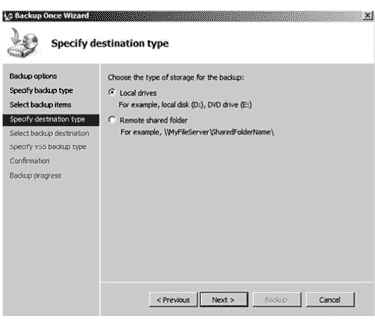 Backup Once Wizard
Specify destination type
Backup options
Specify backup type
Select backup items
Specify destination type
Select backup destination
Specify VSS backup type
Confirmation
Backup progress
Choose the type of storage for the backup:
Local drives
For example, local disk (D:), DVD drive (E:)
Remote shared folder
For example, \\MyFileServer\SharedFolderName\
< Previous
Next >
Backup
Cancel